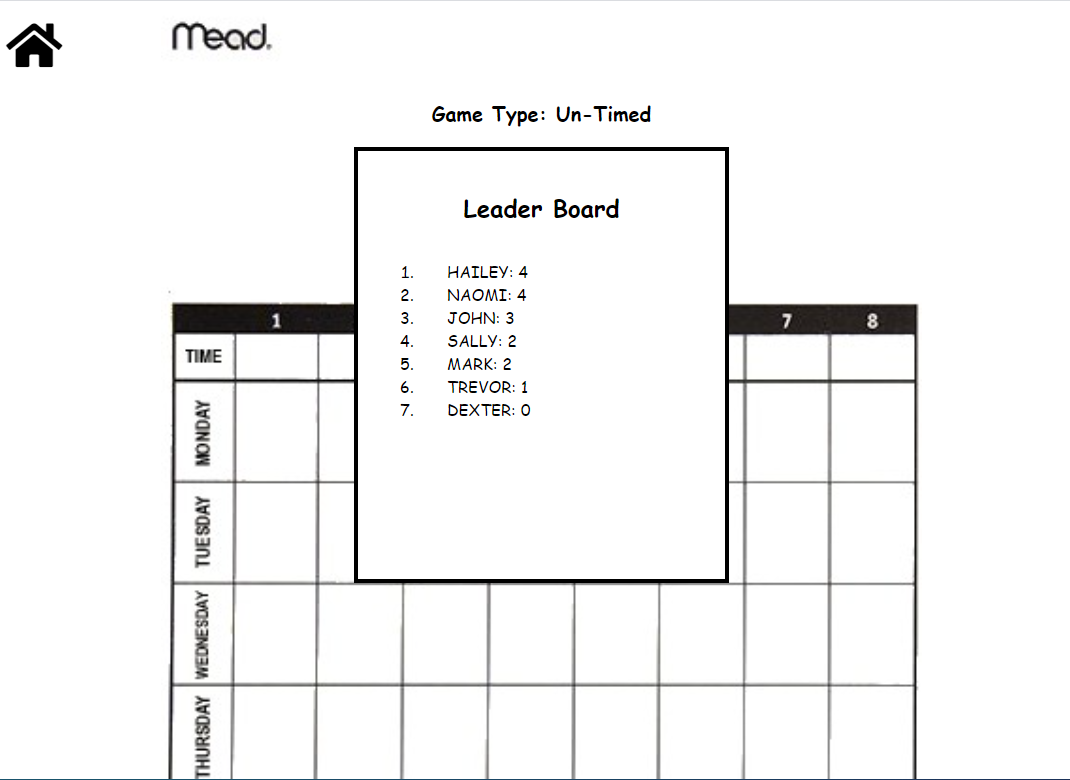 Mead.
Game Type: Un-Timed
Leader Board
1. HAILEY: 4
2. NAOMI: 4
3. JOHN: 3
4. SALLY: 2
5. MARK: 2
6. TREVOR: 1
7. DEXTER: 0
1 7 8
TIME
MONDAY
TUESDAY
WEDNESDAY
THURSDAY